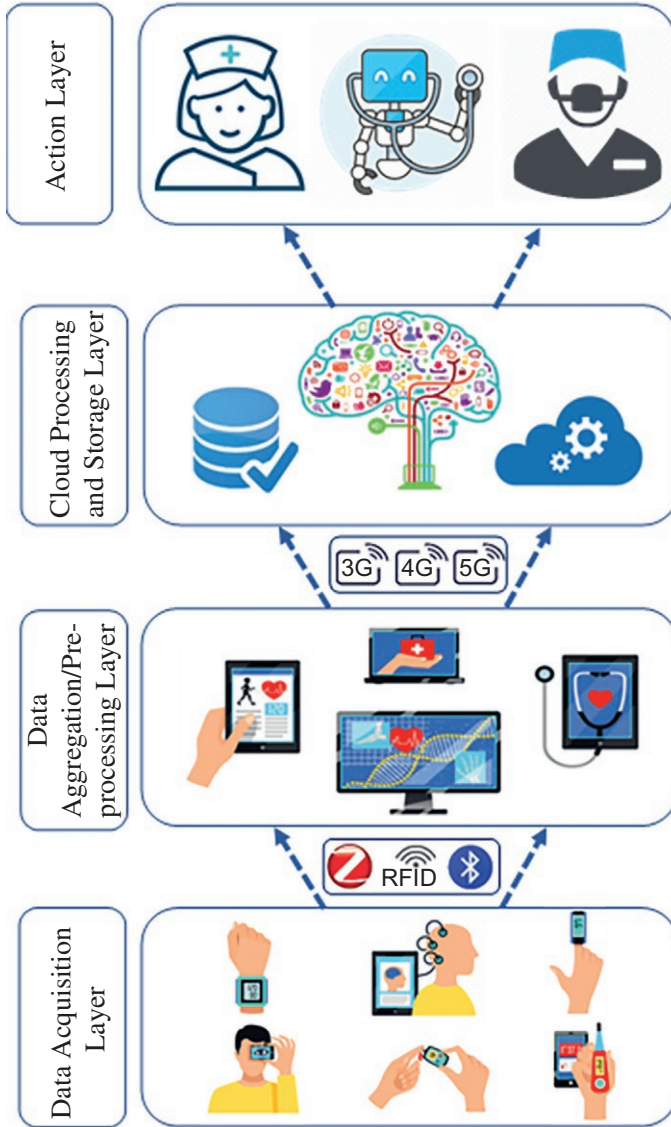 Action Layer
Cloud Processing
and Storage Layer
3G 4G 5G
Data
Aggregation/Pre-
processing Layer
RFID
Data Acquisition
Layer